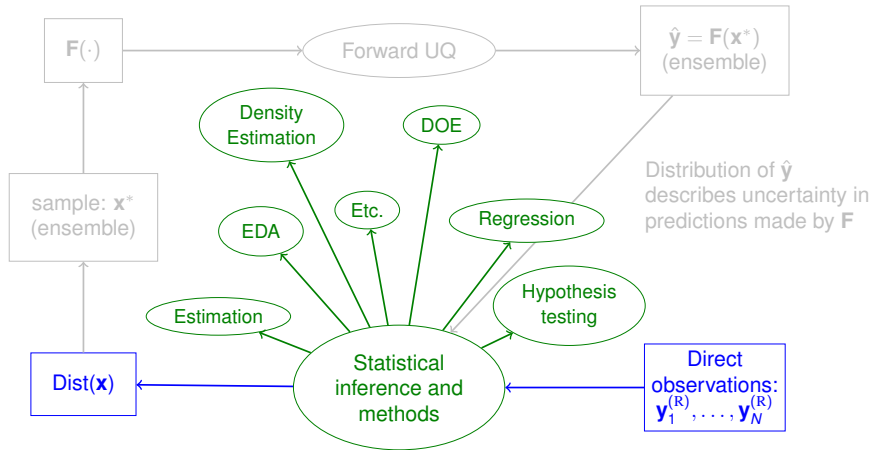 F(·)
Forward UQ
ŷ = F(x*)
(ensemble)
Density
Estimation
DOE
Distribution of ŷ
describes uncertainty in
predictions made by F
sample: x*
(ensemble)
Etc.
Regression
EDA
Hypothesis
testing
Estimation
Dist(x)
Statistical
inference and
methods
Direct
observations:
y₁⁽ᴿ⁾, . . . , y_N⁽ᴿ⁾